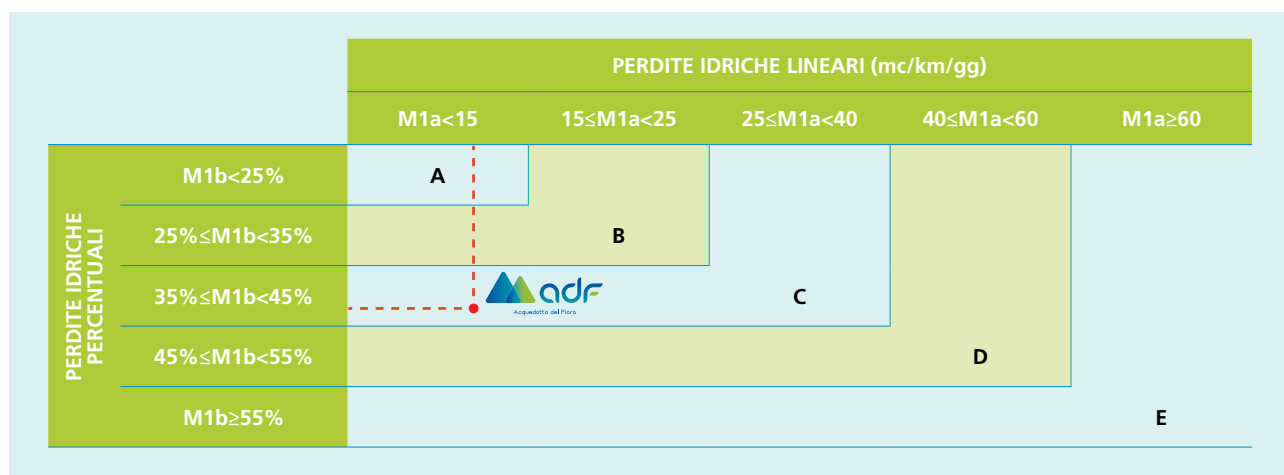 PERDITE IDRICHE LINEARI (mc/km/gg)
M1a<15 15≤M1a<25 25≤M1a<40 40≤M1a<60 M1a≥60
PERDITE IDRICHE
PERCENTUALI
M1b<25% A
25%≤M1b<35% B
35%≤M1b<45% adf C
Acquedotto del Fiora
45%≤M1b<55% D
M1b≥55% E